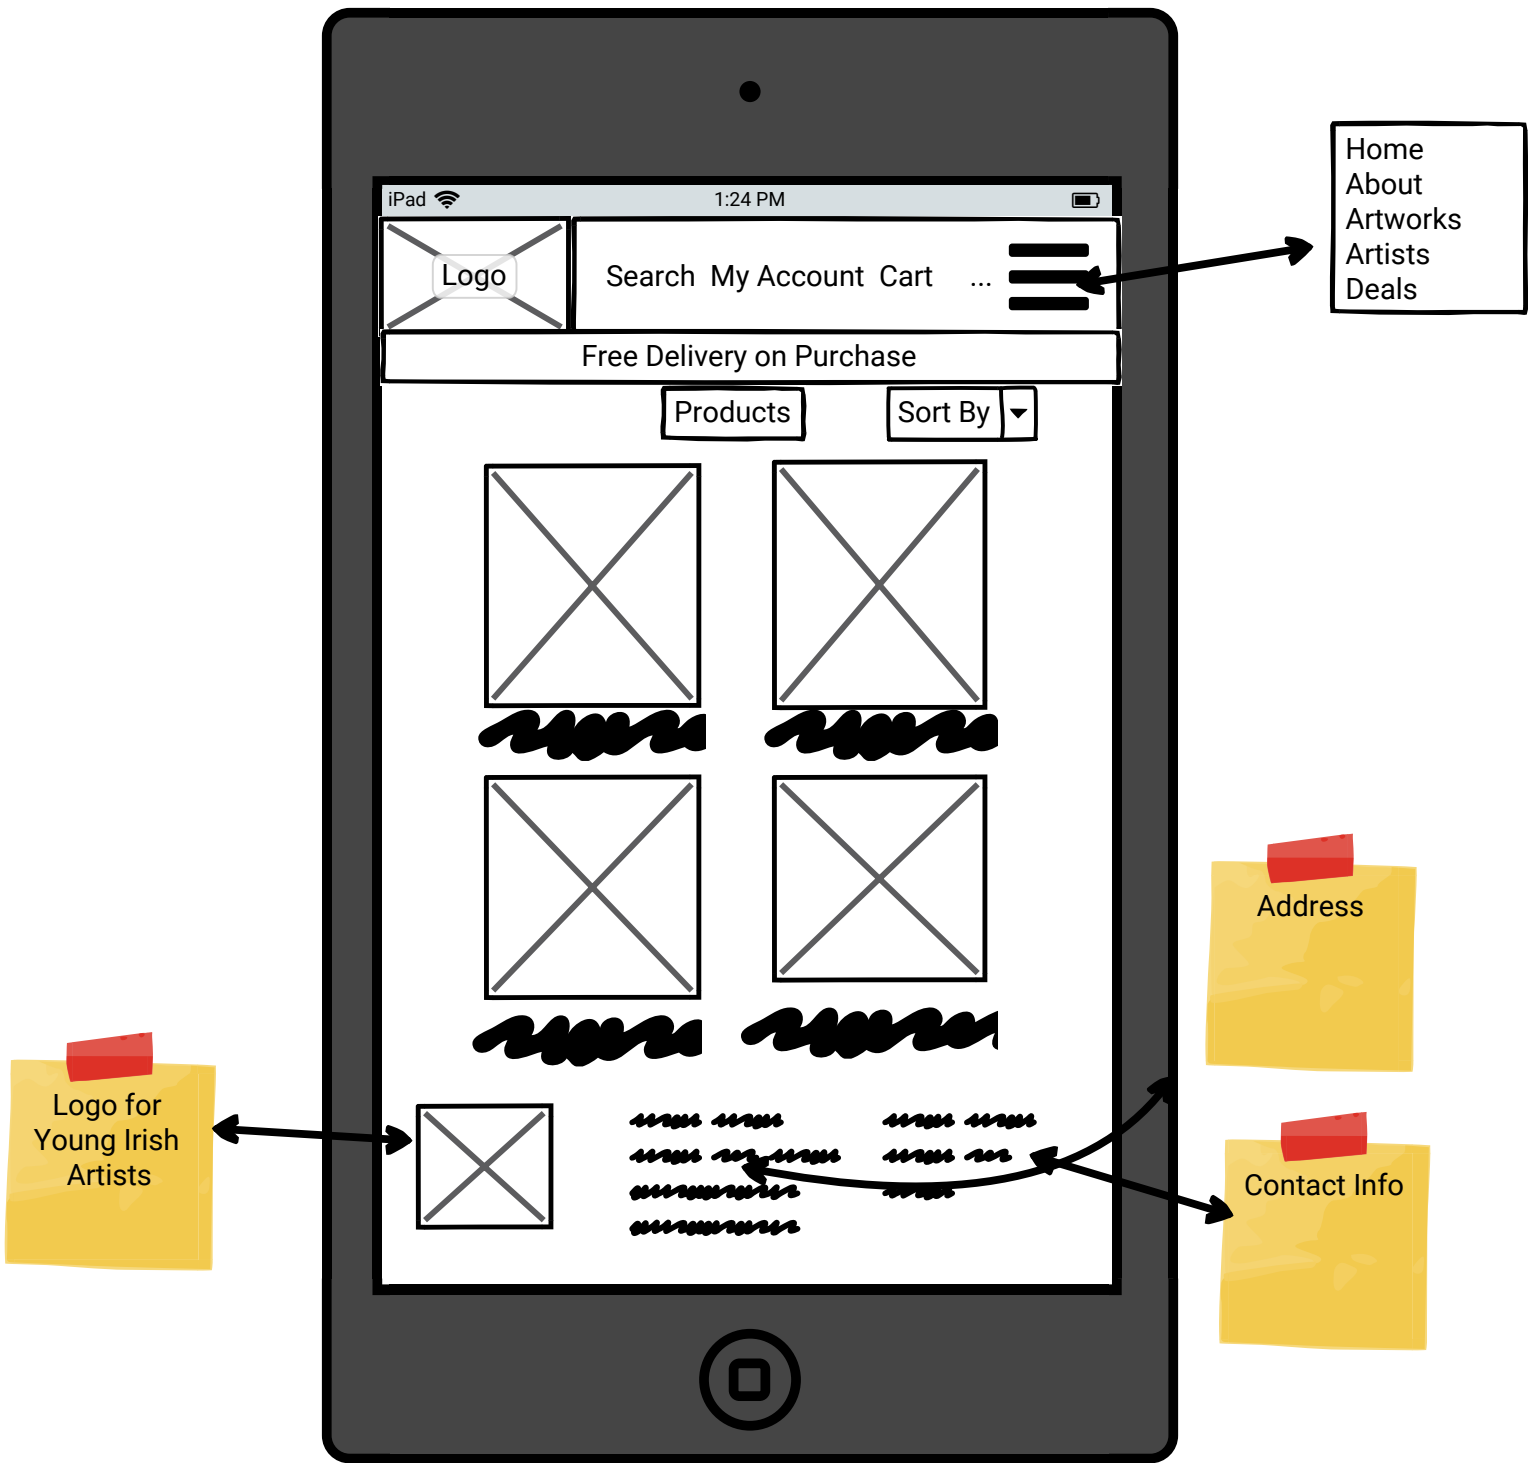 iPad 1:24 PM
Logo
Search My Account Cart ...
Home
About
Artworks
Artists
Deals
Free Delivery on Purchase
Products
Sort By
Address
Logo for
Young Irish
Artists
Contact Info